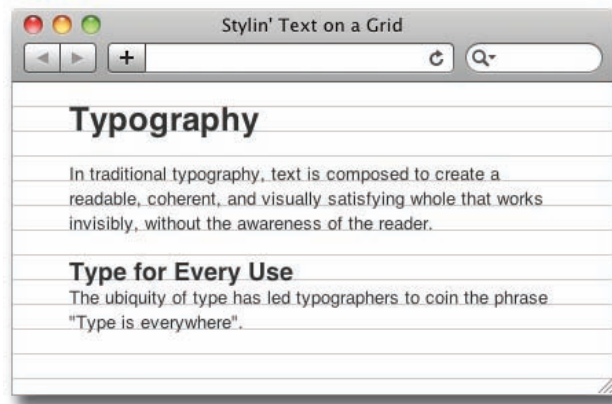 Stylin' Text on a Grid
Typography
In traditional typography, text is composed to create a
readable, coherent, and visually satisfying whole that works
invisibly, without the awareness of the reader.
Type for Every Use
The ubiquity of type has led typographers to coin the phrase
"Type is everywhere".